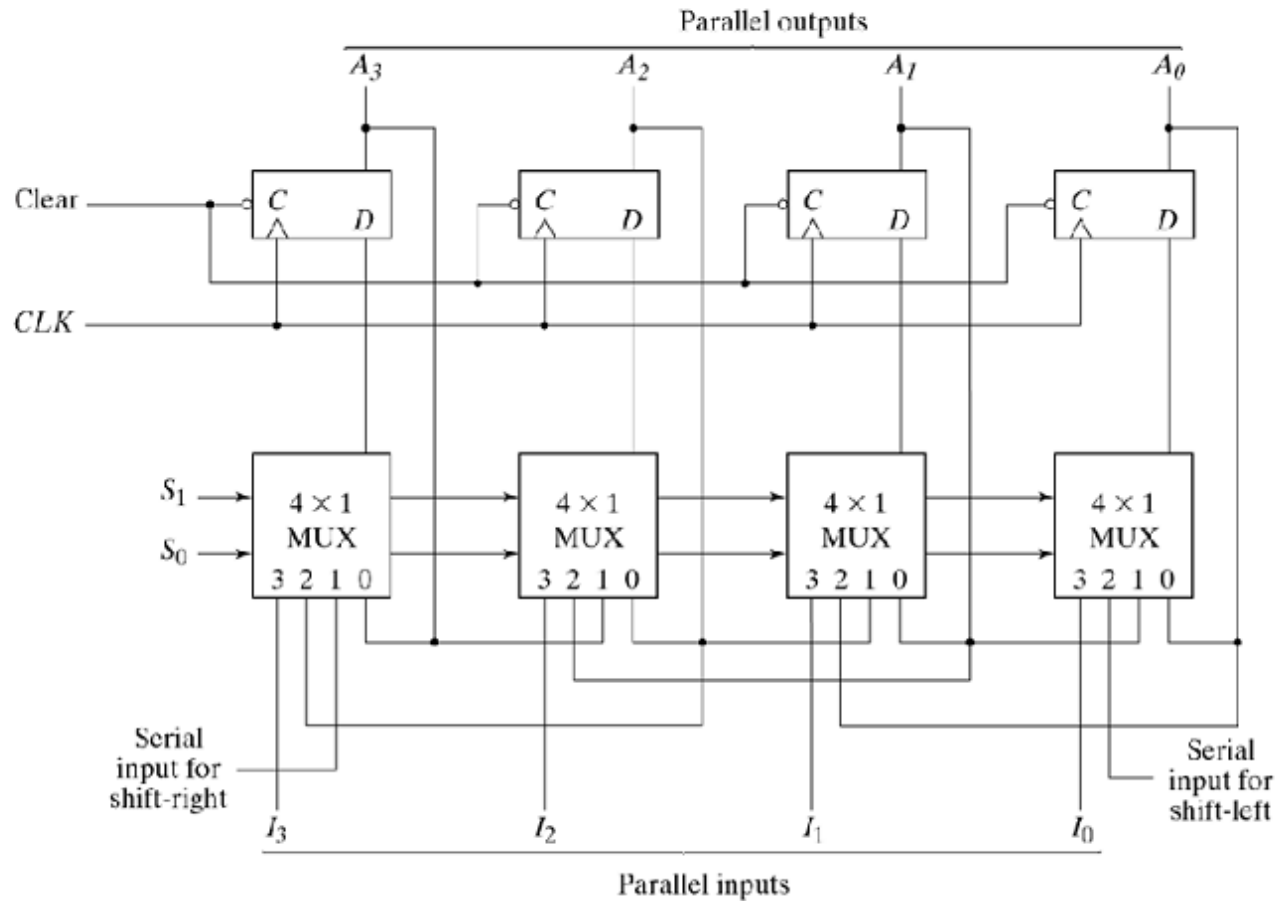 Parallel outputs
A3 A2 A1 A0
Clear C D C D C D C D
CLK
S1 4 × 1 4 × 1 4 × 1 4 × 1
S0 MUX MUX MUX MUX
3 2 1 0 3 2 1 0 3 2 1 0 3 2 1 0
Serial
input for
shift-right
Serial
input for
shift-left
I3 I2 I1 I0
Parallel inputs